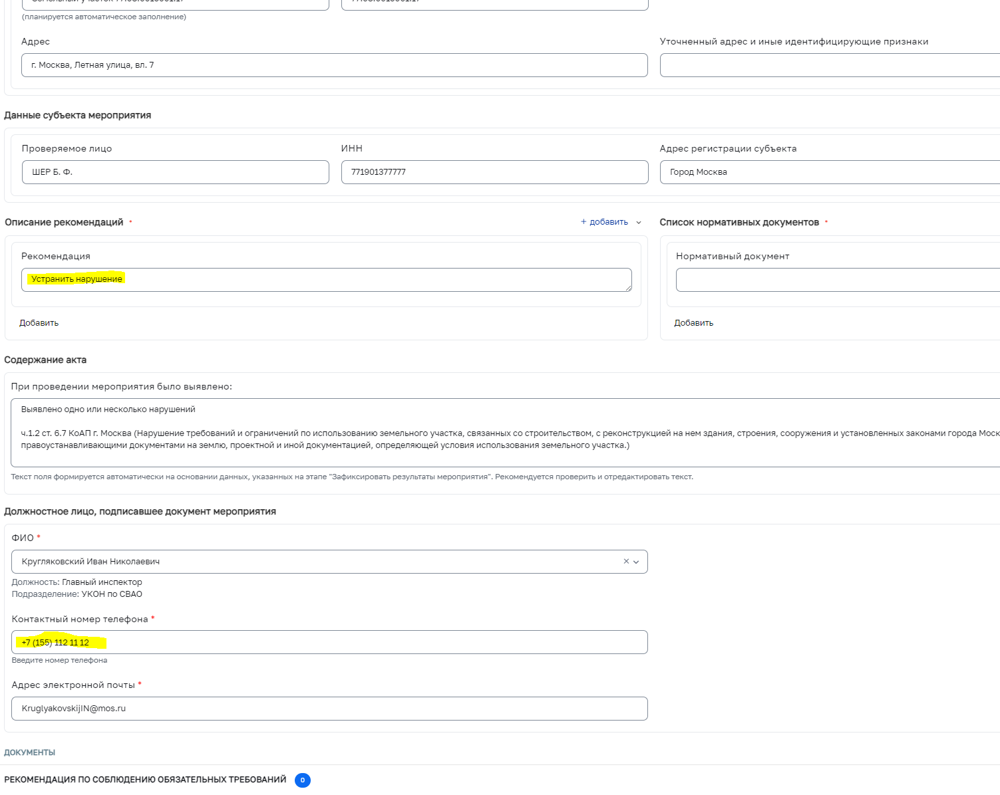 (планируется автоматическое заполнение)
Адрес
Уточненный адрес и иные идентифицирующие признаки
г. Москва, Летная улица, вл. 7
Данные субъекта мероприятия
Проверяемое лицо
ИНН
Адрес регистрации субъекта
ШЕР Б. Ф.
771901377777
Город Москва
Описание рекомендаций *
+ добавить
Список нормативных документов *
Рекомендация
Нормативный документ
Устранить нарушение
Добавить
Добавить
Содержание акта
При проведении мероприятия было выявлено:
Выявлено одно или несколько нарушений
ч.1.2 ст. 6.7 КоАП г. Москва (Нарушение требований и ограничений по использованию земельного участка, связанных со строительством, с реконструкцией на нем здания, строения, сооружения и установленных законами города Моск
правоустанавливающими документами на землю, проектной и иной документацией, определяющей условия использования земельного участка.)
Текст поля формируется автоматически на основании данных, указанных на этапе "Зафиксировать результаты мероприятия". Рекомендуется проверить и отредактировать текст.
Должностное лицо, подписавшее документ мероприятия
ФИО *
Кругляковский Иван Николаевич
Должность: Главный инспектор
Подразделение: УКОН по СВАО
Контактный номер телефона *
+7 (155) 112 11 12
Введите номер телефона
Адрес электронной почты *
KruglyakovskijIN@mos.ru
ДОКУМЕНТЫ
РЕКОМЕНДАЦИЯ ПО СОБЛЮДЕНИЮ ОБЯЗАТЕЛЬНЫХ ТРЕБОВАНИЙ 0